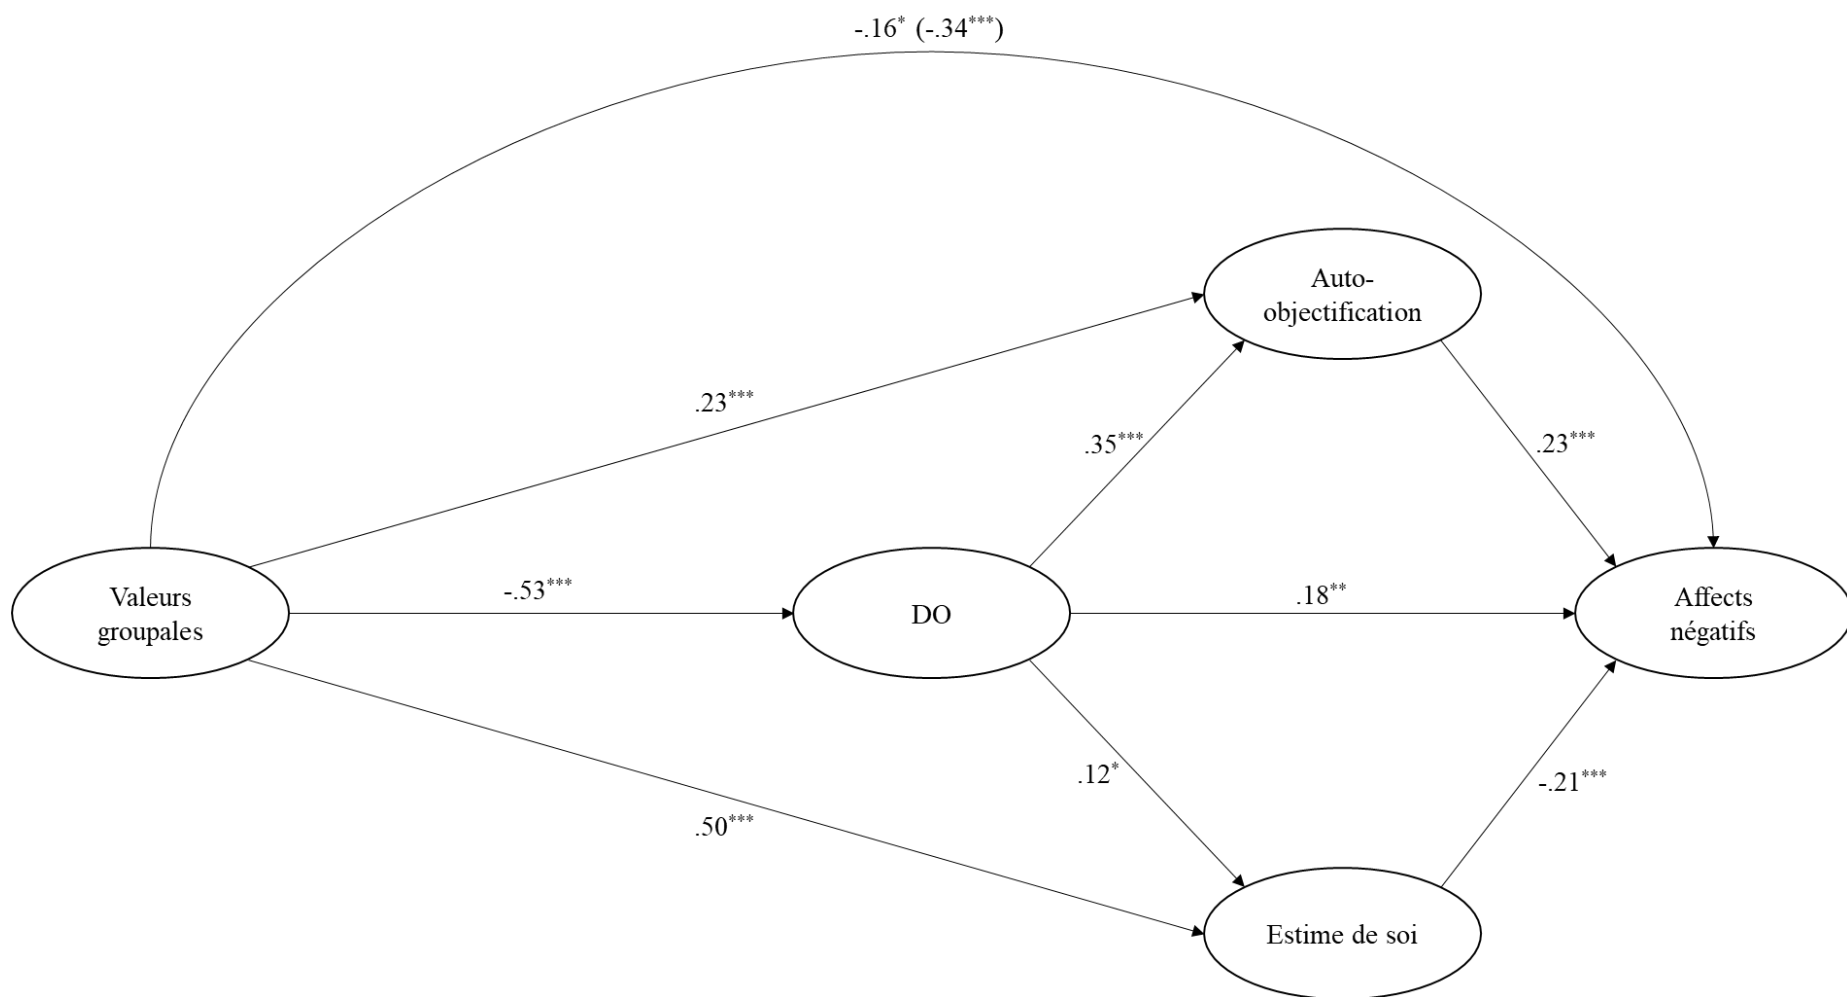 -.16* (-.34***)
Auto-
objectification
.23***
.35***
.23***
Valeurs
groupales
-.53***
DO
.18**
Affects
négatifs
.12*
-.21***
.50***
Estime de soi